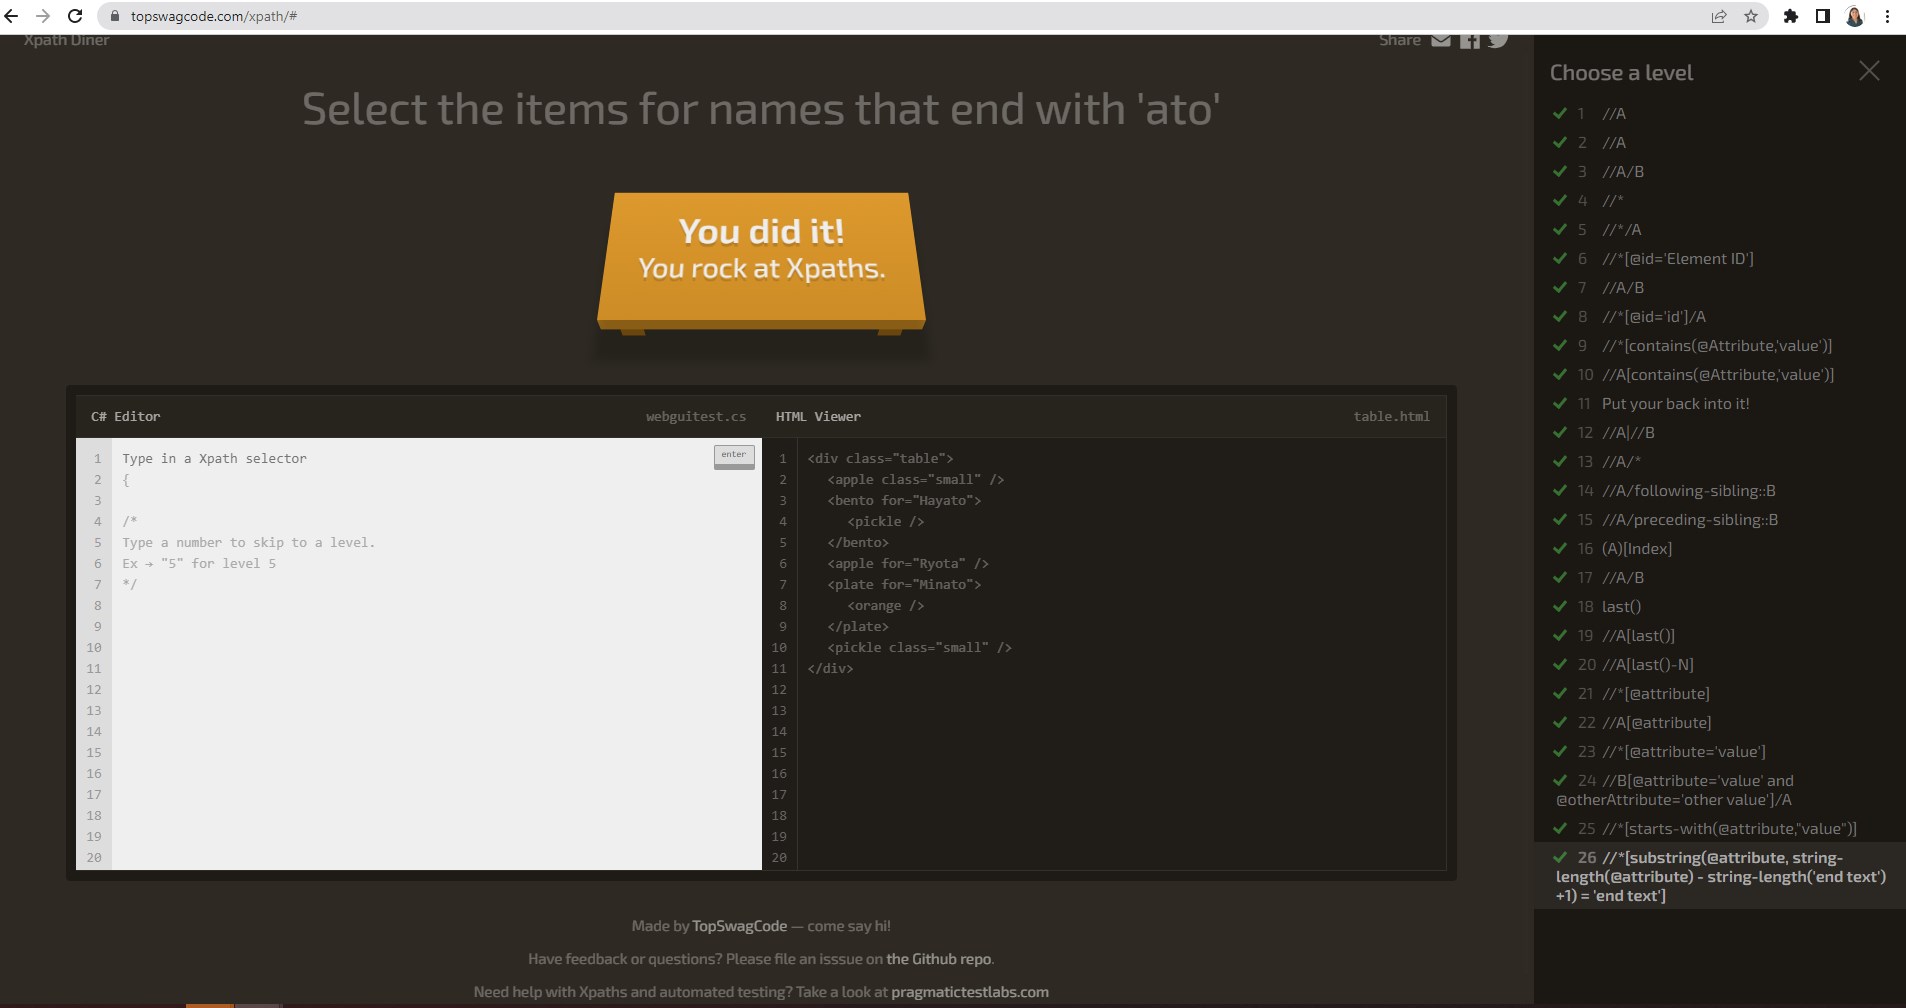 topswagcode.com/xpath/#
Xpath Diner
Share
Select the items for names that end with 'ato'
You did it!
You rock at Xpaths.
C# Editor
webguitest.cs
HTML Viewer
table.html
1 Type in a Xpath selector
enter
2 {
3
4 /*
5 Type a number to skip to a level.
6 Ex → "5" for level 5
7 */
8
9
10
11
12
13
14
15
16
17
18
19
20
1 <div class="table">
2 <apple class="small" />
3 <bento for="Hayato">
4 <pickle />
5 </bento>
6 <apple for="Ryota" />
7 <plate for="Minato">
8 <orange />
9 </plate>
10 <pickle class="small" />
11 </div>
12
13
14
15
16
17
18
19
20
Made by TopSwagCode — come say hi!
Have feedback or questions? Please file an isssue on the Github repo.
Need help with Xpaths and automated testing? Take a look at pragmatictestlabs.com
Choose a level
1 //A
2 //A
3 //A/B
4 //*
5 //*/A
6 //*[@id='Element ID']
7 //A/B
8 //*[@id='id']/A
9 //*[contains(@Attribute,'value')]
10 //A[contains(@Attribute,'value')]
11 Put your back into it!
12 //A|//B
13 //A/*
14 //A/following-sibling::B
15 //A/preceding-sibling::B
16 (A)[Index]
17 //A/B
18 last()
19 //A[last()]
20 //A[last()-N]
21 //*[@attribute]
22 //A[@attribute]
23 //*[@attribute='value']
24 //B[@attribute='value' and
@otherAttribute='other value']/A
25 //*[starts-with(@attribute,"value")]
26 //*[substring(@attribute, string-
length(@attribute) - string-length('end text')
+1) = 'end text']